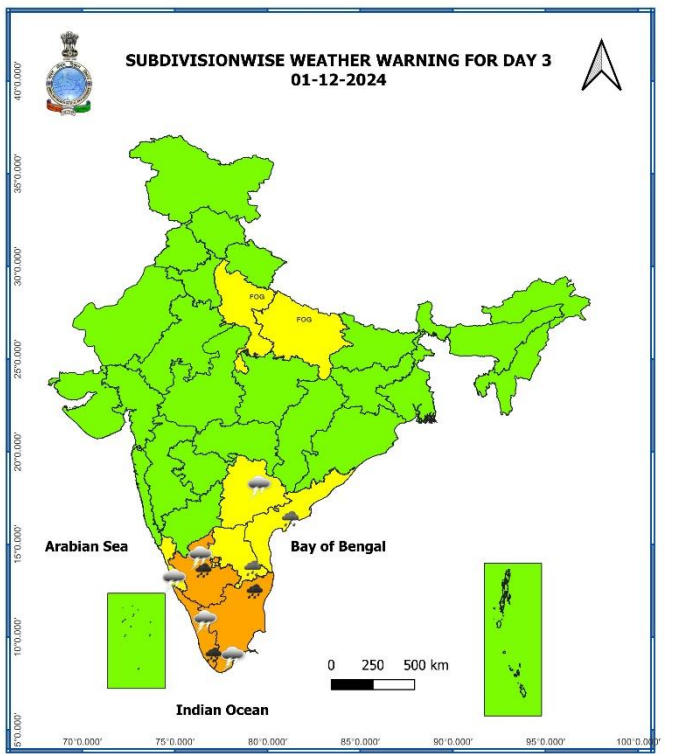 SUBDIVISIONWISE WEATHER WARNING FOR DAY 3
01-12-2024
40°0.000'
35°0.000'
30°0.000'
25°0.000'
20°0.000'
15°0.000'
10°0.000'
5°0.000'
FOG
FOG
Arabian Sea
Bay of Bengal
0 250 500 km
Indian Ocean
70°0.000' 75°0.000' 80°0.000' 85°0.000' 90°0.000' 95°0.000' 100°0.000'